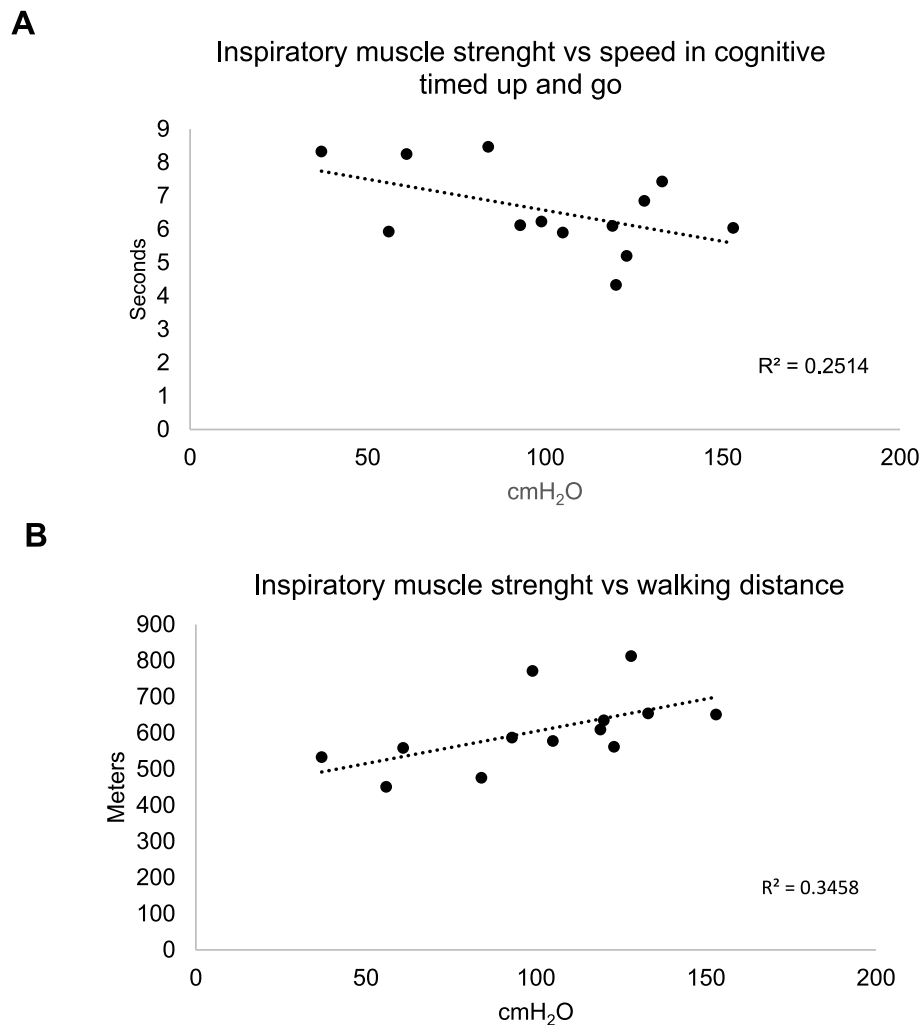 A
Inspiratory muscle strenght vs speed in cognitive
timed up and go
9
8
7
6
5
4
3
2
1
0
Seconds
R² = 0.2514
0 50 100 150 200
cmH₂O
B
Inspiratory muscle strenght vs walking distance
900
800
700
600
500
400
300
200
100
0
Meters
R² = 0.3458
0 50 100 150 200
cmH₂O